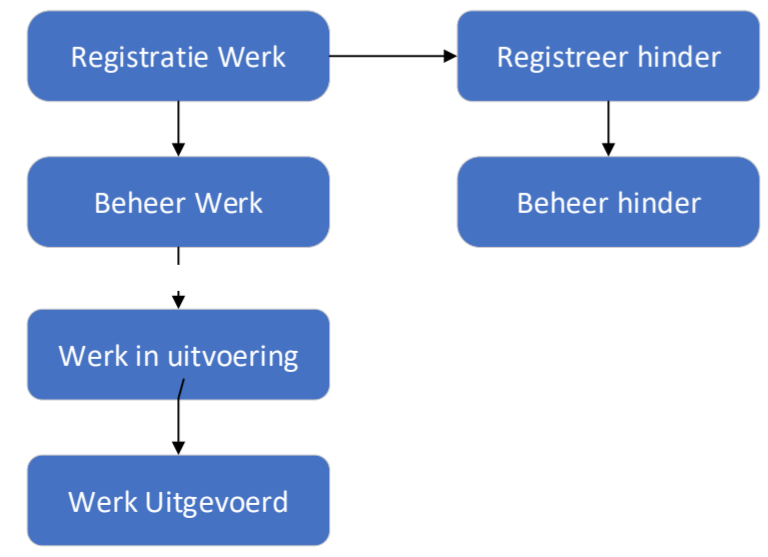 Registratie Werk
Registreer hinder
Beheer Werk
Beheer hinder
Werk in uitvoering
Werk Uitgevoerd